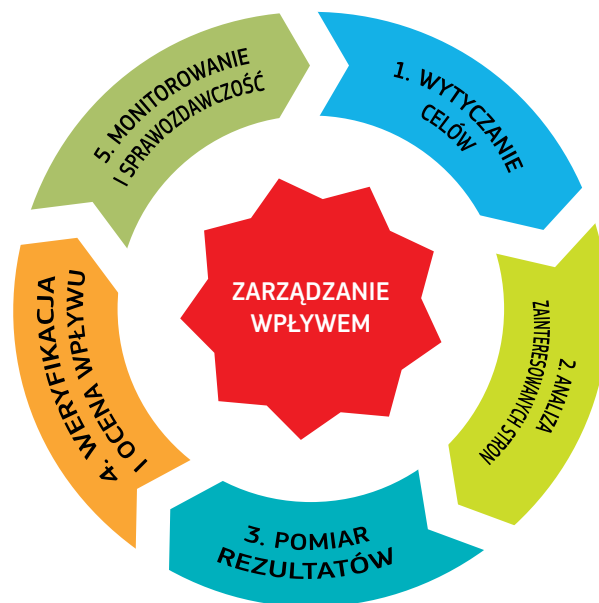 1. WYTYCZANIE
CELÓW
2. ANALIZA
ZAINTERESOWANYCH STRON
3. POMIAR
REZULTATÓW
4. WERYFIKACJA
I OCENA WPŁYWU
5. MONITOROWANIE
I SPRAWOZDAWCZOŚĆ
ZARZĄDZANIE
WPŁYWEM